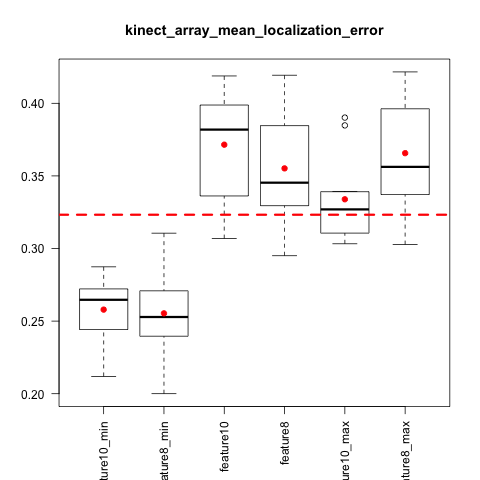 kinect_array_mean_localization_error
0.40
0.35
0.30
0.25
0.20
ture10_min
ature8_min
feature10
feature8
ure10_max
ture8_max